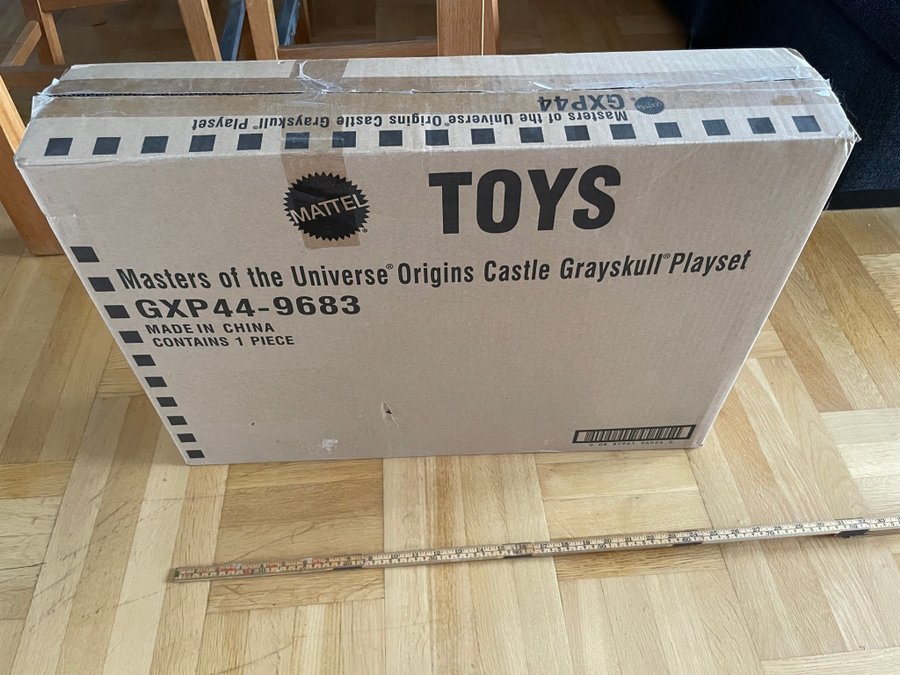 GXP44
Masters of the Universe® Origins Castle Grayskull® Playset
MATTEL®
TOYS
Masters of the Universe® Origins Castle Grayskull® Playset
GXP44-9683
MADE IN CHINA
CONTAINS 1 PIECE